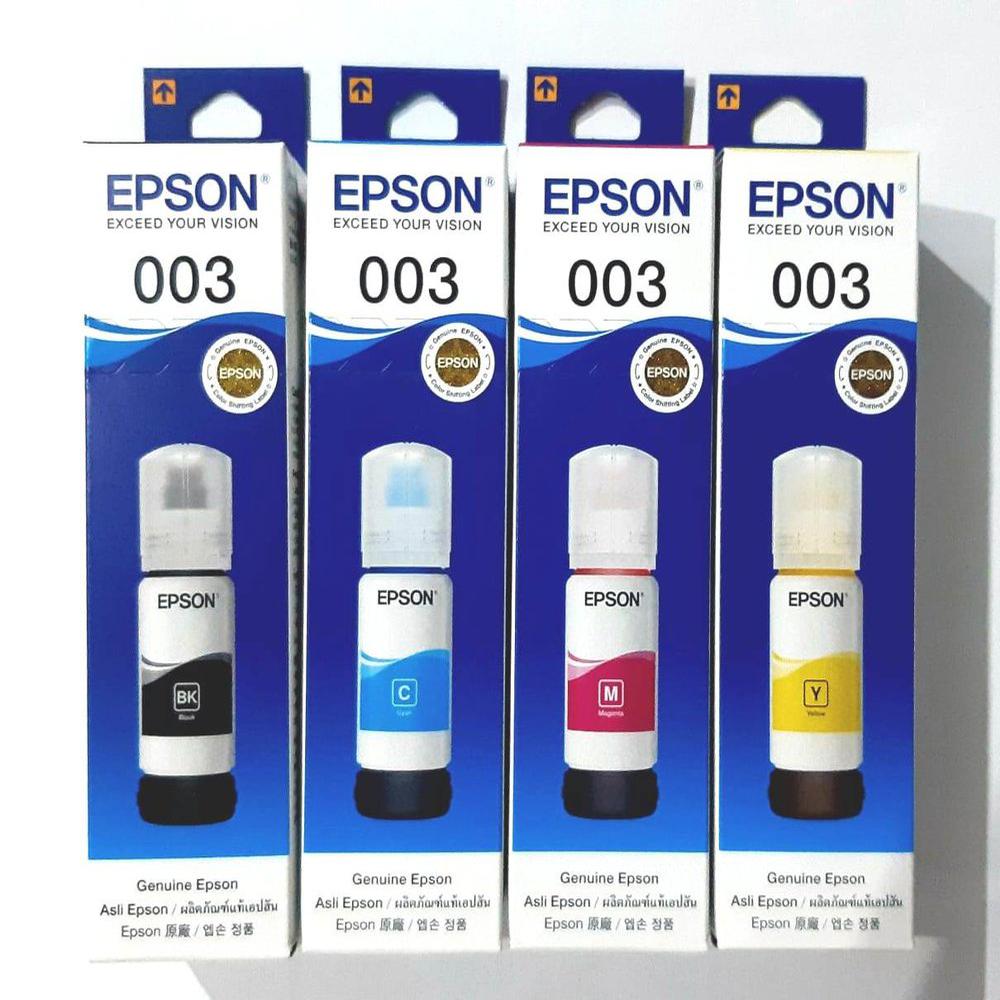 EPSON®
EXCEED YOUR VISION
003
Genuine EPSON
EPSON
Color Shifting Label
EPSON
BK
Black
Genuine Epson
Asli Epson / ผลิตภัณฑ์แท้เอปสัน
Epson 原廠 / 엡손 정품
EPSON®
EXCEED YOUR VISION
003
Genuine EPSON
EPSON
Color Shifting Label
EPSON
C
Cyan
Genuine Epson
Asli Epson / ผลิตภัณฑ์แท้เอปสัน
Epson 原廠 / 엡손 정품
EPSON®
EXCEED YOUR VISION
003
Genuine EPSON
EPSON
Color Shifting Label
EPSON
M
Magenta
Genuine Epson
Asli Epson / ผลิตภัณฑ์แท้เอปสัน
Epson 原廠 / 엡손 정품
EPSON®
EXCEED YOUR VISION
003
Genuine EPSON
EPSON
Color Shifting Label
EPSON
Y
Yellow
Genuine Epson
Asli Epson / ผลิตภัณฑ์แท้เอปสัน
Epson 原廠 / 엡손 정품